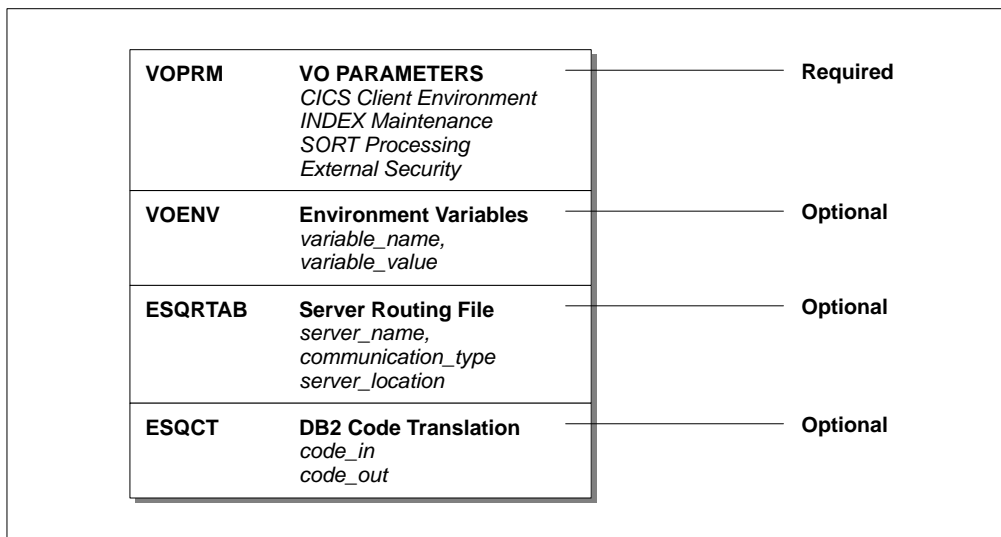 VOPRM VO PARAMETERS Required
CICS Client Environment
INDEX Maintenance
SORT Processing
External Security
VOENV Environment Variables Optional
variable_name,
variable_value
ESQRTAB Server Routing File Optional
server_name,
communication_type
server_location
ESQCT DB2 Code Translation Optional
code_in
code_out